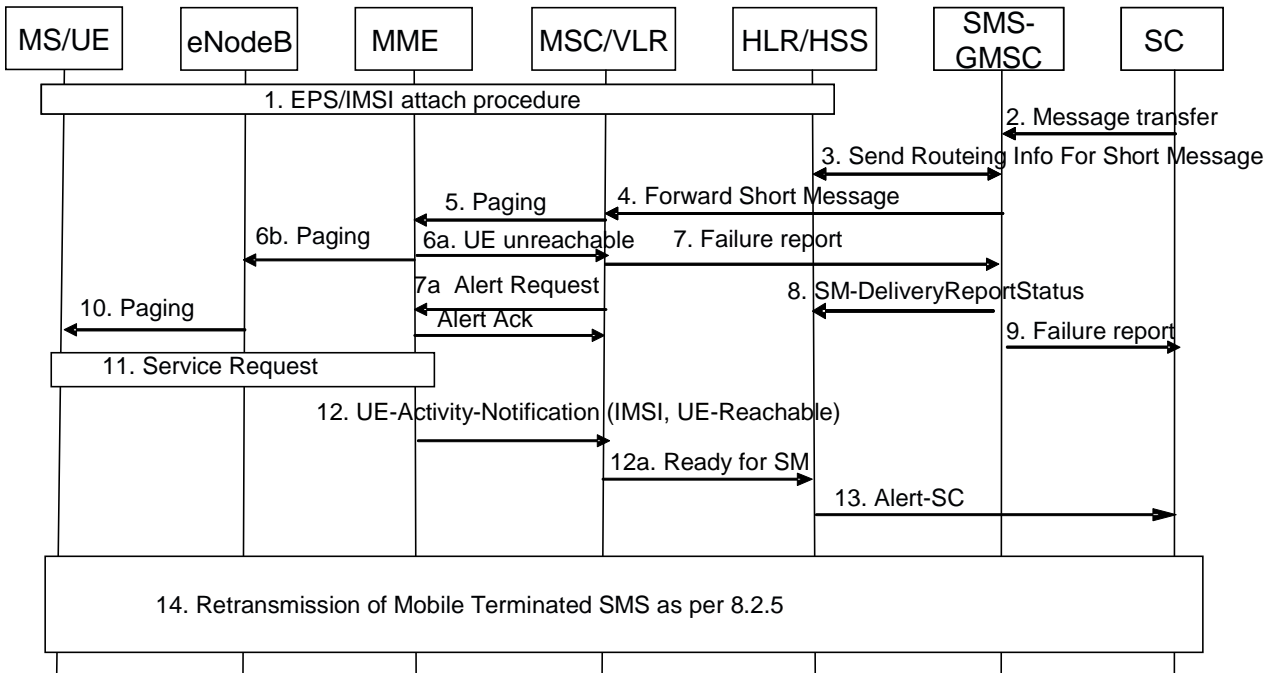 MS/UE
eNodeB
MME
MSC/VLR
HLR/HSS
SMS-
GMSC
SC
1. EPS/IMSI attach procedure
2. Message transfer
3. Send Routeing Info For Short Message
4. Forward Short Message
5. Paging
6b. Paging
6a. UE unreachable
7. Failure report
7a Alert Request
8. SM-DeliveryReportStatus
10. Paging
Alert Ack
9. Failure report
11. Service Request
12. UE-Activity-Notification (IMSI, UE-Reachable)
12a. Ready for SM
13. Alert-SC
14. Retransmission of Mobile Terminated SMS as per 8.2.5